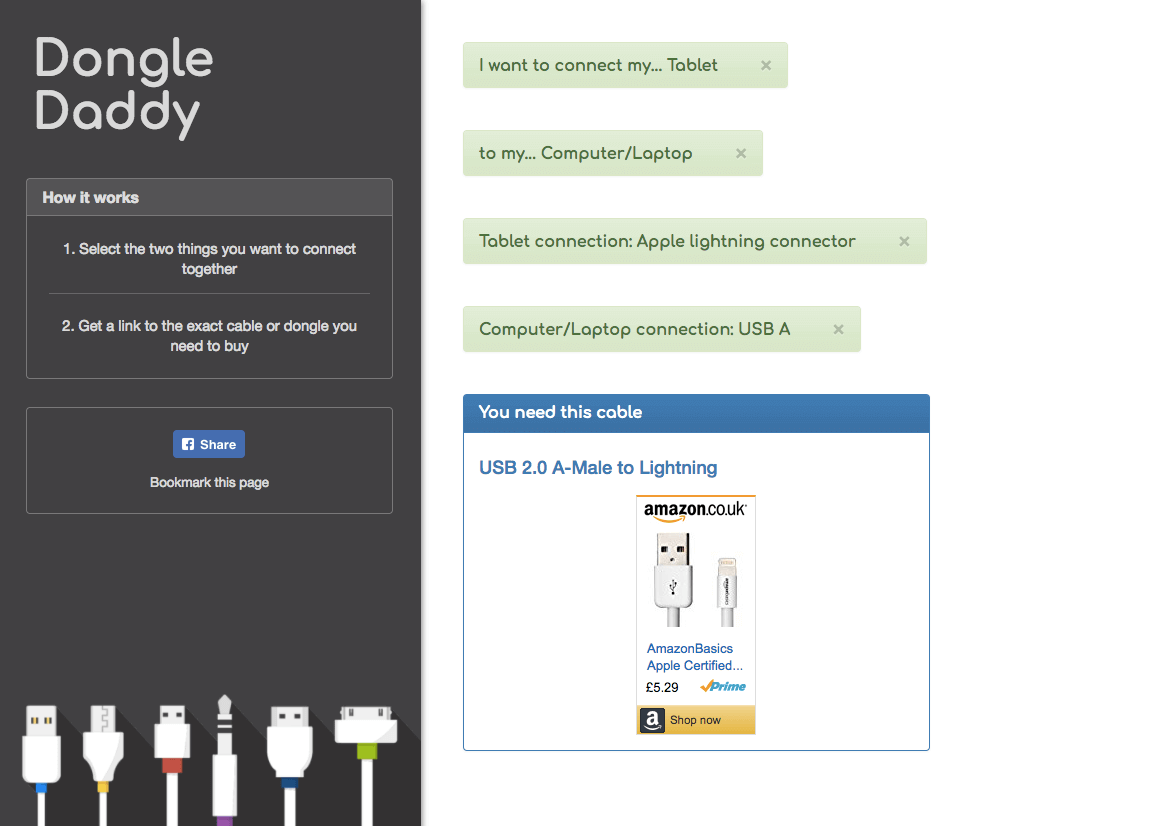 Dongle
Daddy
How it works
1. Select the two things you want to connect
together
2. Get a link to the exact cable or dongle you
need to buy
Share
Bookmark this page
I want to connect my... Tablet ×
to my... Computer/Laptop ×
Tablet connection: Apple lightning connector ×
Computer/Laptop connection: USB A ×
You need this cable
USB 2.0 A-Male to Lightning
amazon.co.uk
AmazonBasics
Apple Certified...
£5.29 Prime
a Shop now